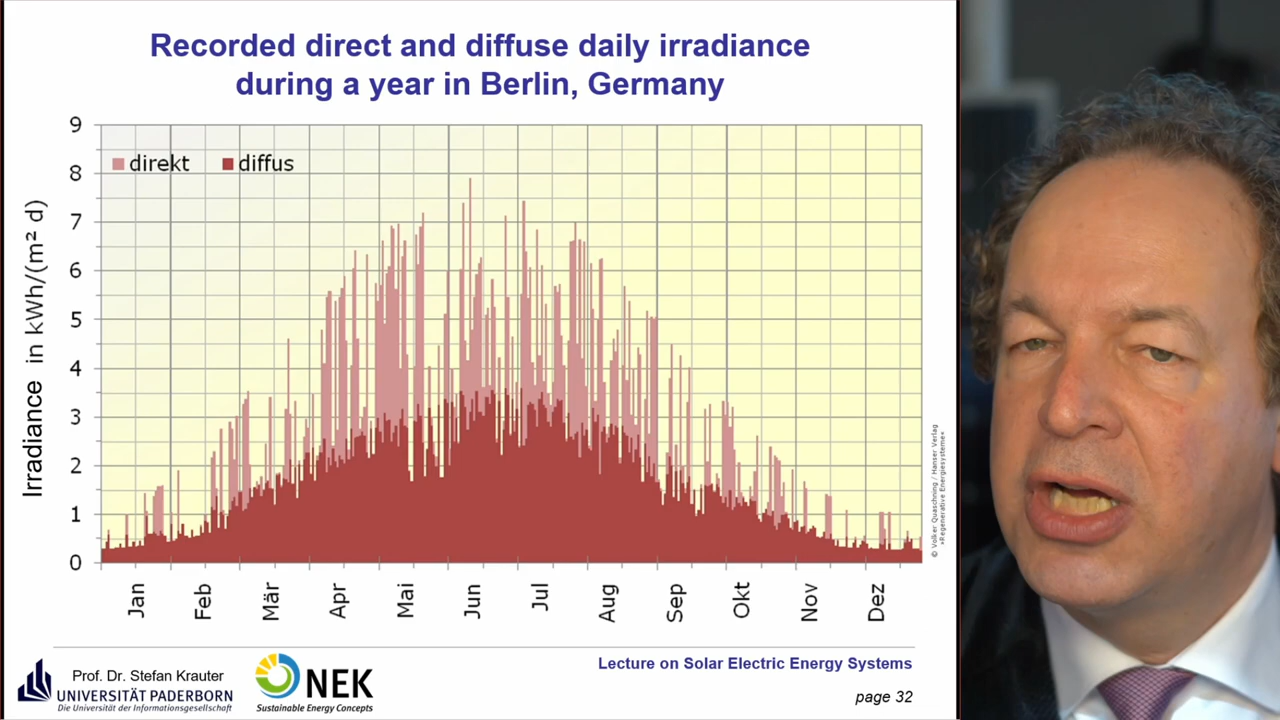 Recorded direct and diffuse daily irradiance
during a year in Berlin, Germany
9
8
7
6
5
4
3
2
1
0
direkt
diffus
Irradiance in kWh/(m² d)
Jan
Feb
Mär
Apr
Mai
Jun
Jul
Aug
Sep
Okt
Nov
Dez
© Volker Quaschning / Hanser Verlag
»Regenerative Energiesysteme«
Prof. Dr. Stefan Krauter
UNIVERSITÄT PADERBORN
Die Universität der Informationsgesellschaft
NEK
Sustainable Energy Concepts
Lecture on Solar Electric Energy Systems
page 32